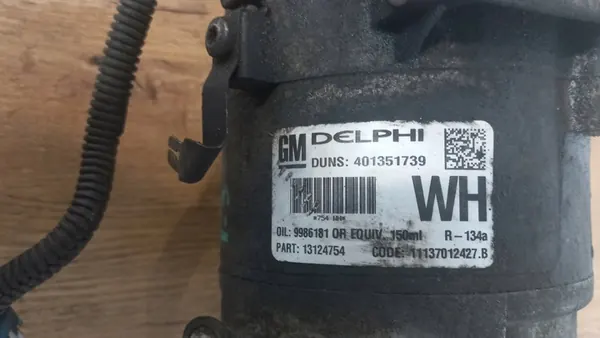 GM DELPHI
DUNS: 401351739
WH
OIL: 9986181 OR EQUIV. 150ml R-134a
PART: 13124754 CODE: 11137012427.B